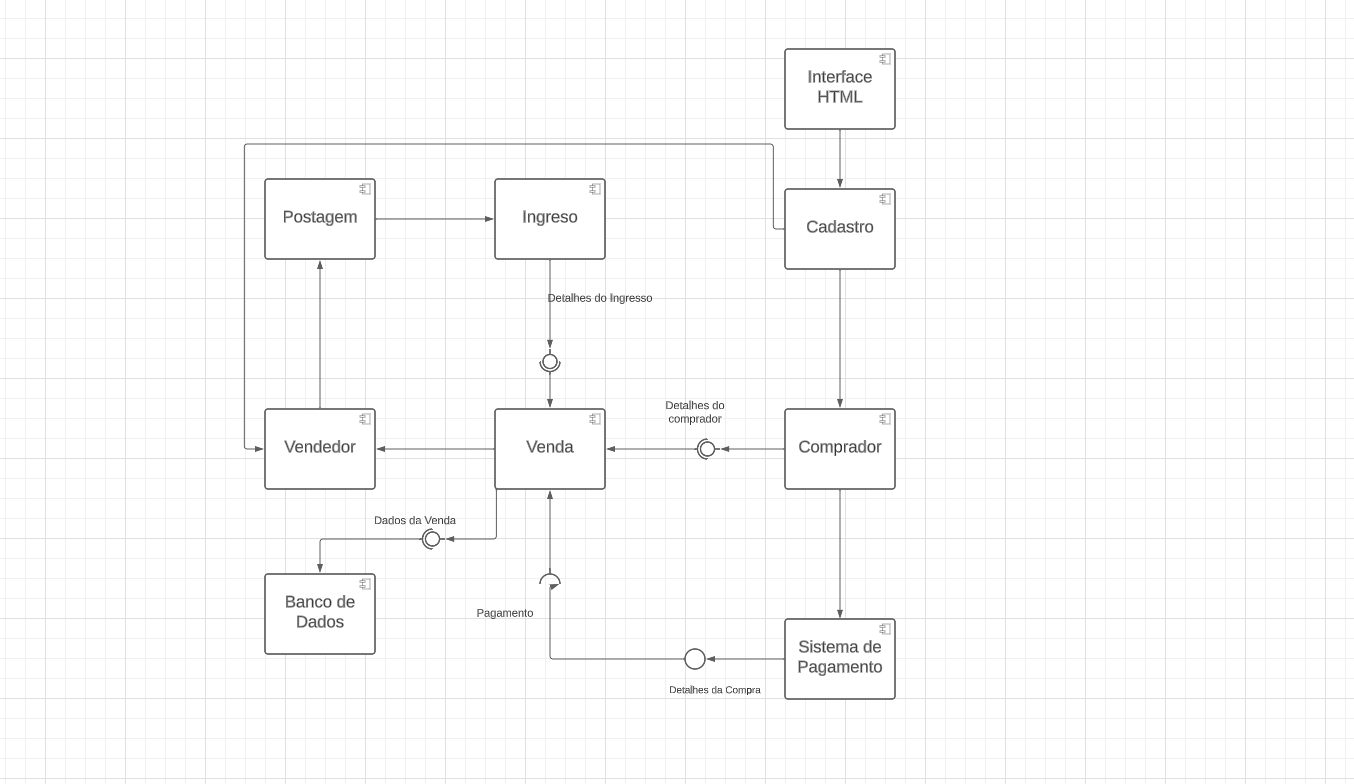 Interface
HTML
Postagem
Ingreso
Cadastro
Detalhes do Ingresso
Detalhes do
comprador
Vendedor
Venda
Comprador
Dados da Venda
Banco de
Dados
Pagamento
Sistema de
Pagamento
Detalhes da Compra